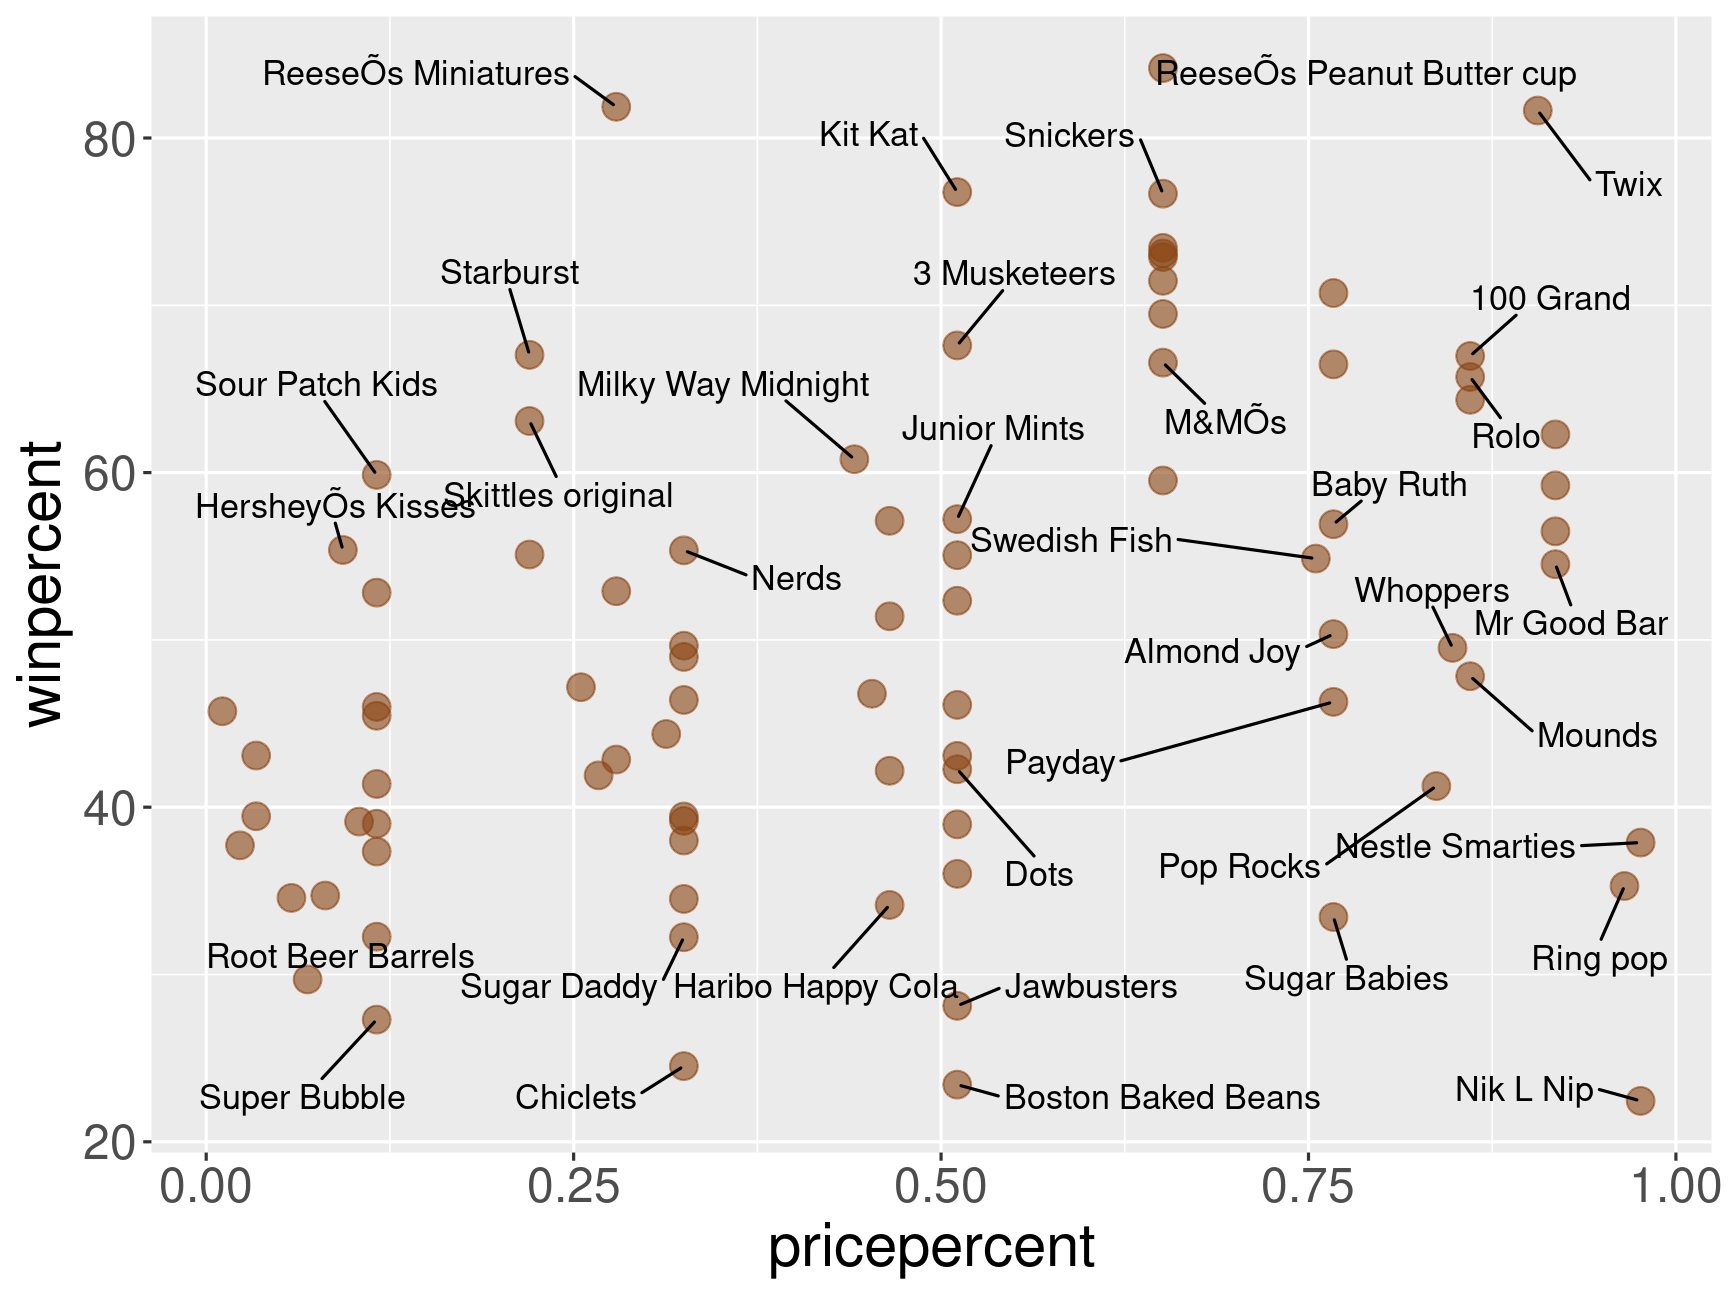 ReeseÕs Miniatures
ReeseÕs Peanut Butter cup
80
Kit Kat
Snickers
Twix
Starburst
3 Musketeers
100 Grand
Sour Patch Kids
Milky Way Midnight
M&MÕs
Junior Mints
Rolo
60
HersheyÕs Kisses
Skittles original
Baby Ruth
Swedish Fish
Nerds
Whoppers
Mr Good Bar
Almond Joy
winpercent
Payday
Mounds
40
Dots
Pop Rocks
Nestle Smarties
Root Beer Barrels
Sugar Daddy
Haribo Happy Cola
Jawbusters
Sugar Babies
Ring pop
Super Bubble
Chiclets
Boston Baked Beans
Nik L Nip
20
0.00
0.25
0.50
0.75
1.00
pricepercent